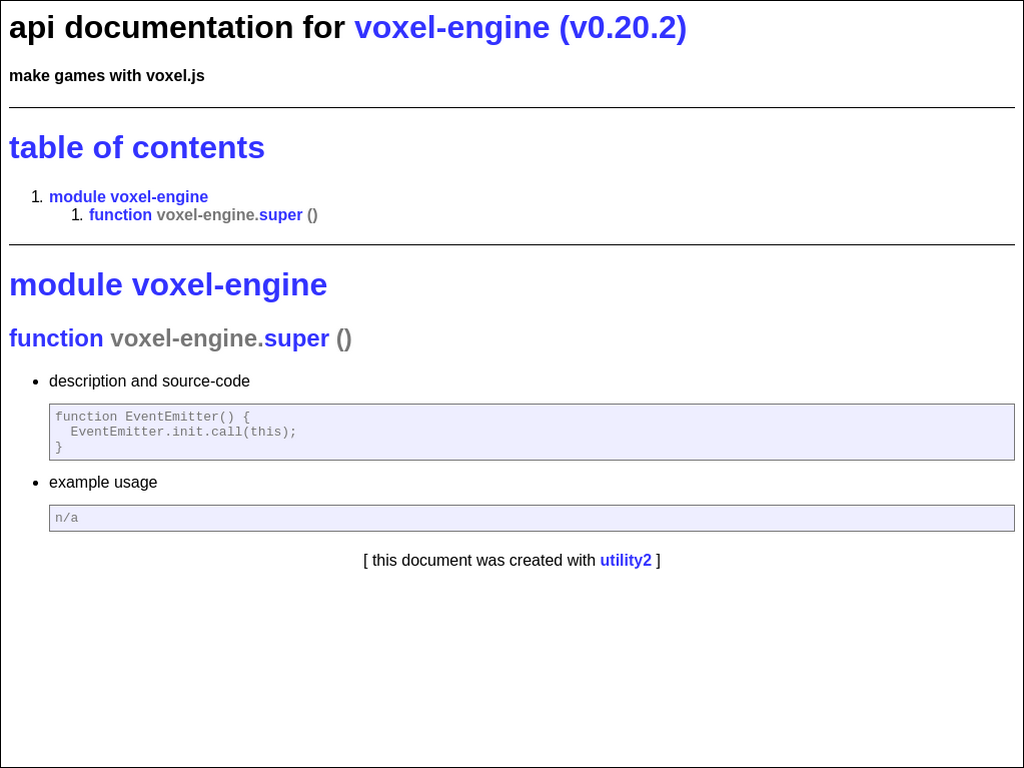 api documentation for voxel-engine (v0.20.2)
make games with voxel.js
table of contents
1. module voxel-engine
1. function voxel-engine.super ()
module voxel-engine
function voxel-engine.super ()
• description and source-code
function EventEmitter() {
  EventEmitter.init.call(this);
}
• example usage
n/a
[ this document was created with utility2 ]